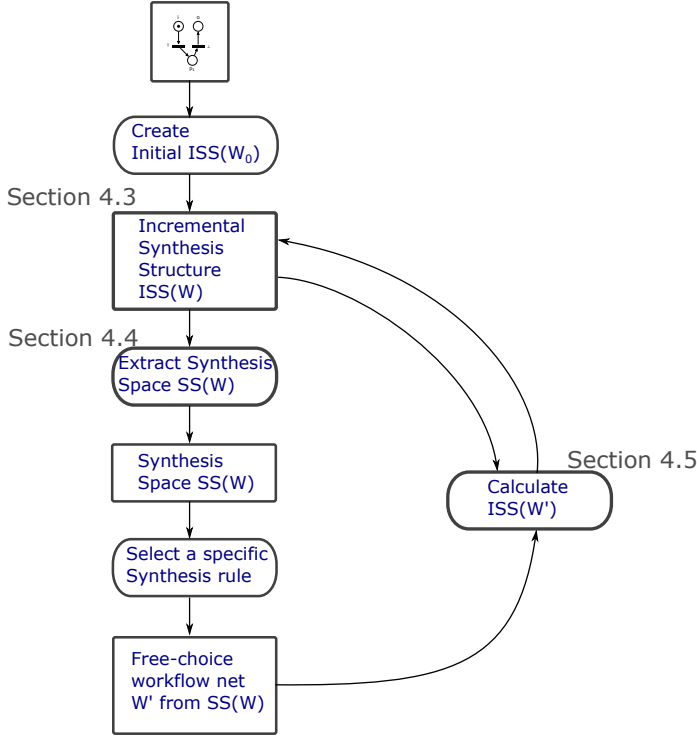 i
o
P₁
Create
Initial ISS(W₀)
Section 4.3
Incremental
Synthesis
Structure
ISS(W)
Section 4.4
Extract Synthesis
Space SS(W)
Synthesis
Space SS(W)
Section 4.5
Calculate
ISS(W')
Select a specific
Synthesis rule
Free-choice
workflow net
W' from SS(W)